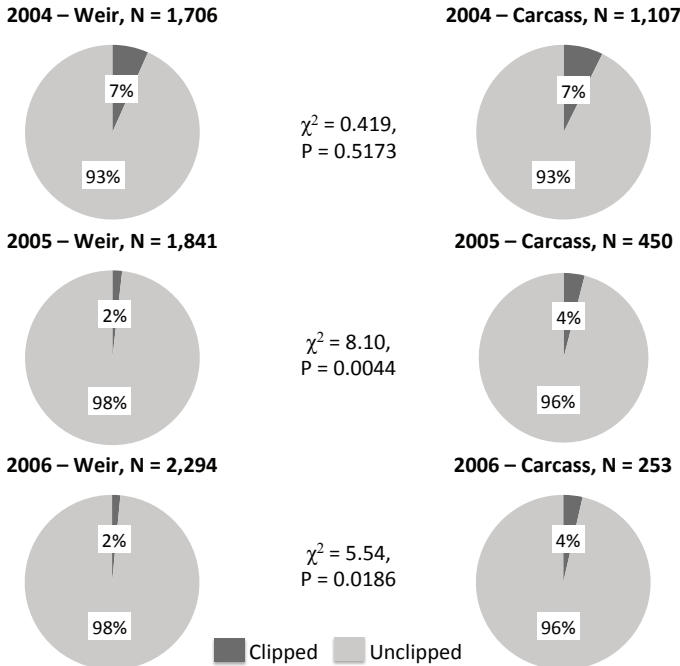 2004 – Weir, N = 1,706
2004 – Carcass, N = 1,107
7%
93%
χ² = 0.419,
P = 0.5173
7%
93%
2005 – Weir, N = 1,841
2005 – Carcass, N = 450
2%
98%
χ² = 8.10,
P = 0.0044
4%
96%
2006 – Weir, N = 2,294
2006 – Carcass, N = 253
2%
98%
χ² = 5.54,
P = 0.0186
4%
96%
Clipped
Unclipped